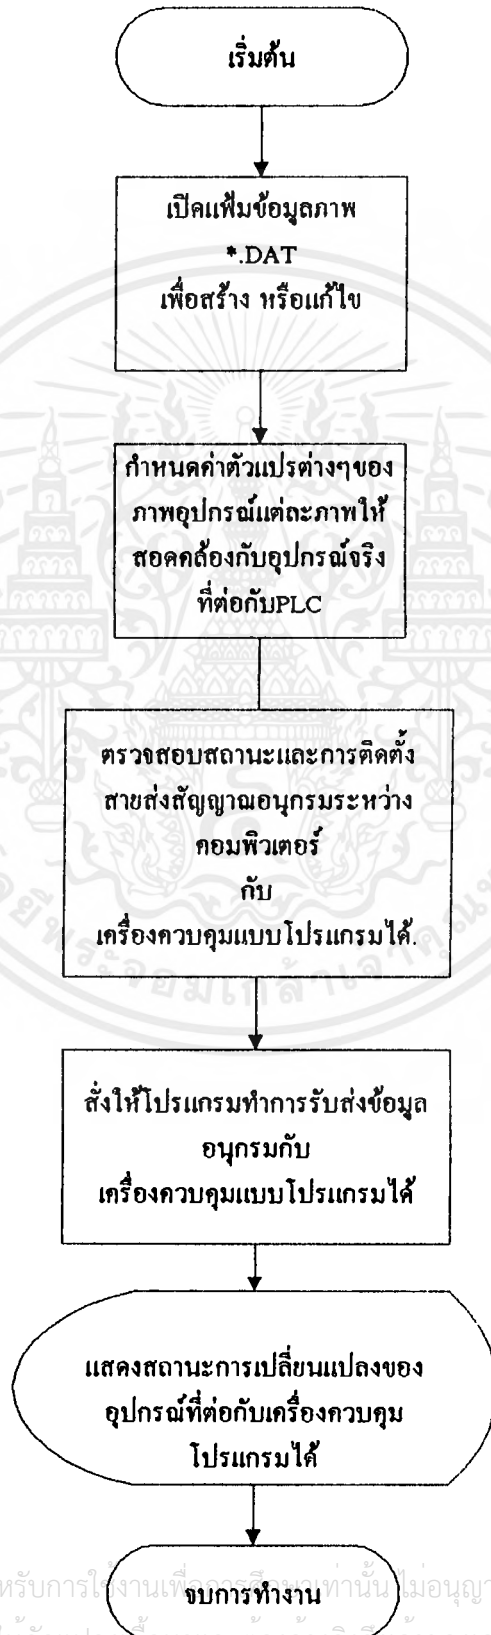 เริ่มต้น
เปิดแฟ้มข้อมูลภาพ
*.DAT
เพื่อสร้าง หรือแก้ไข
กำหนดค่าตัวแปรต่างๆของ
ภาพอุปกรณ์แต่ละภาพให้
สอดคล้องกับอุปกรณ์จริง
ที่ต่อกับPLC
ตรวจสอบสถานะและการติดตั้ง
สายส่งสัญญาณอนุกรมระหว่าง
คอมพิวเตอร์
กับ
เครื่องควบคุมแบบโปรแกรมได้.
สั่งให้โปรแกรมทำการรับส่งข้อมูล
อนุกรมกับ
เครื่องควบคุมแบบโปรแกรมได้
แสดงสถานะการเปลี่ยนแปลงของ
อุปกรณ์ที่ต่อกับเครื่องควบคุม
โปรแกรมได้
จบการทำงาน